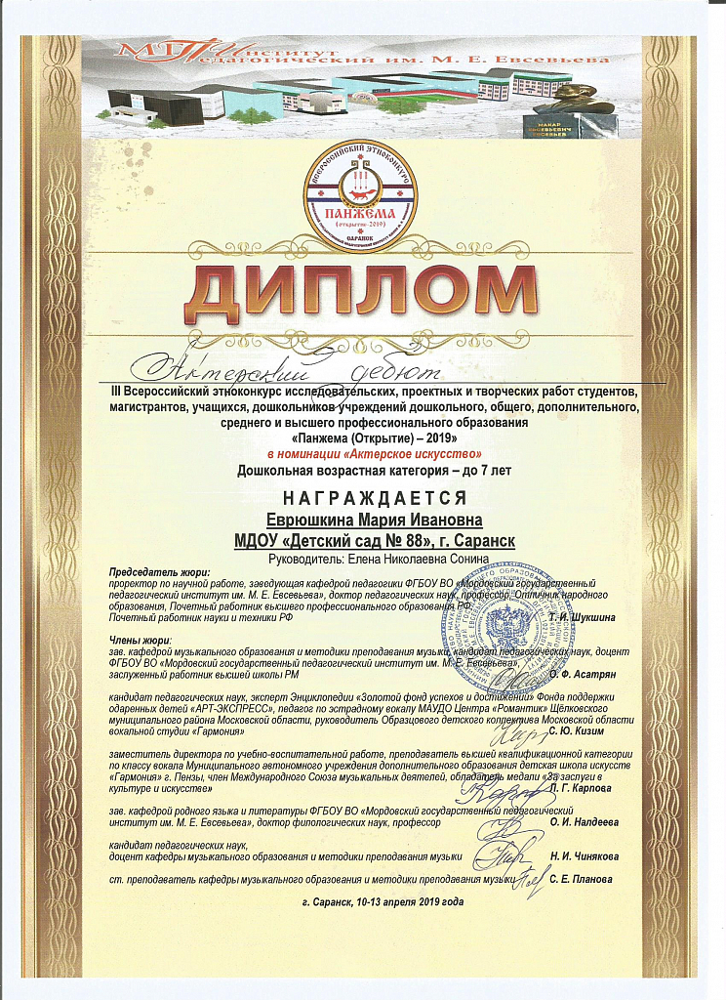 МГПИнститут
Педагогический им. М. Е. Евсевьева
МАКАР
ЕВСЕВЬЕВИЧ
ЕВСЕВЬЕВ
ВСЕРОССИЙСКИЙ ЭТНОКОНКУРС
ПАНЖЕМА
(открытие-2019)
САРАНСК
ДИПЛОМ
Актерский дебют
III Всероссийский этноконкурс исследовательских, проектных и творческих работ студентов,
магистрантов, учащихся, дошкольников учреждений дошкольного, общего, дополнительного,
среднего и высшего профессионального образования
«Панжема (Открытие) – 2019»
в номинации «Актерское искусство»
Дошкольная возрастная категория – до 7 лет
НАГРАЖДАЕТСЯ
Еврюшкина Мария Ивановна
МДОУ «Детский сад № 88», г. Саранск
Руководитель: Елена Николаевна Сонина
Председатель жюри:
проректор по научной работе, заведующая кафедрой педагогики ФГБОУ ВО «Мордовский государственный
педагогический институт им. М. Е. Евсевьева», доктор педагогических наук, профессор, Отличник народного
образования, Почетный работник высшего профессионального образования РФ,
Почетный работник науки и техники РФ Т. И. Шукшина
Члены жюри:
зав. кафедрой музыкального образования и методики преподавания музыки, кандидат педагогических наук, доцент
ФГБОУ ВО «Мордовский государственный педагогический институт им. М. Е. Евсевьева»,
заслуженный работник высшей школы РМ О. Ф. Асатрян
кандидат педагогических наук, эксперт Энциклопедии «Золотой фонд успехов и достижений» Фонда поддержки
одаренных детей «АРТ-ЭКСПРЕСС», педагог по эстрадному вокалу МАУДО Центра «Романтик» Щёлковского
муниципального района Московской области, руководитель Образцового детского коллектива Московской области
вокальной студии «Гармония» С. Ю. Кизим
заместитель директора по учебно-воспитательной работе, преподаватель высшей квалификационной категории
по классу вокала Муниципального автономного учреждения дополнительного образования детская школа искусств
«Гармония» г. Пензы, член Международного Союза музыкальных деятелей, обладатель медали «За заслуги в
культуре и искусстве» Л. Г. Карпова
зав. кафедрой родного языка и литературы ФГБОУ ВО «Мордовский государственный педагогический
институт им. М. Е. Евсевьева», доктор филологических наук, профессор О. И. Налдеева
кандидат педагогических наук,
доцент кафедры музыкального образования и методики преподавания музыки Н. И. Чинякова
ст. преподаватель кафедры музыкального образования и методики преподавания музыки С. Е. Планова
г. Саранск, 10-13 апреля 2019 года